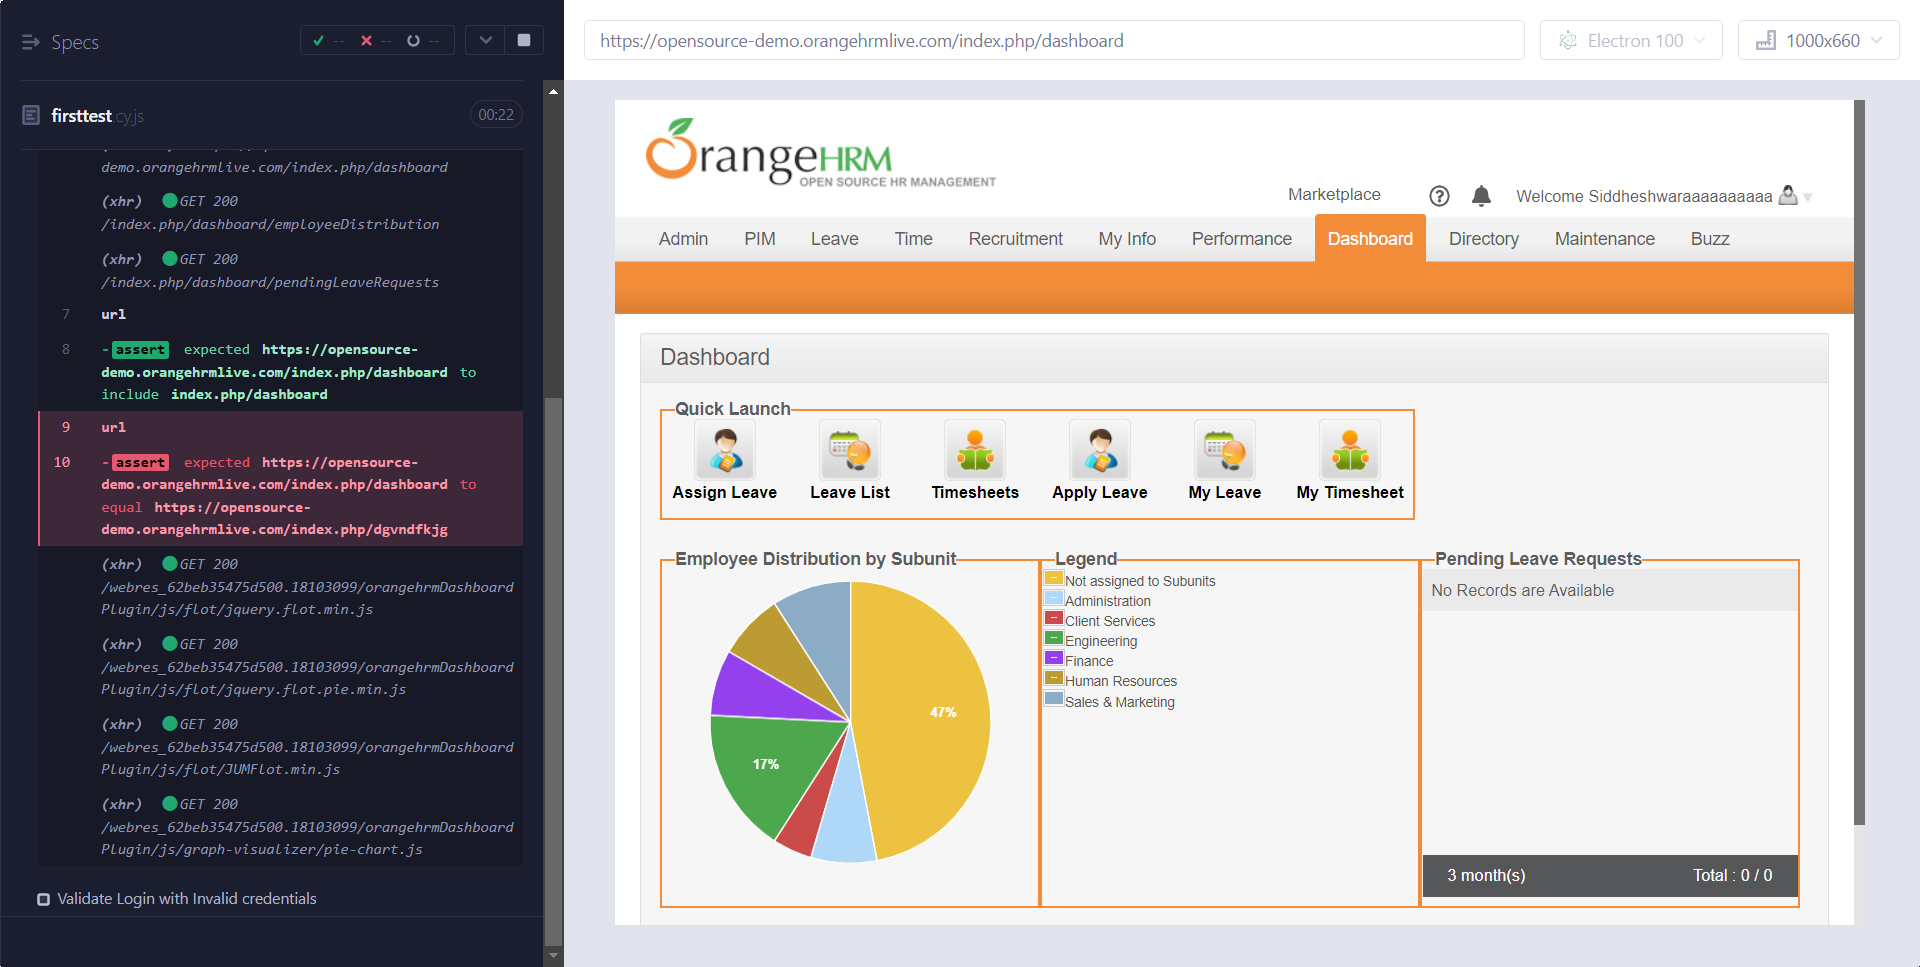 Specs
-- -- --
firsttest.cy.js
00:22
demo.orangehrmlive.com/index.php/dashboard
(xhr) GET 200
/index.php/dashboard/employeeDistribution
(xhr) GET 200
/index.php/dashboard/pendingLeaveRequests
7 url
8 -assert expected https://opensource-
demo.orangehrmlive.com/index.php/dashboard to
include index.php/dashboard
9 url
10 -assert expected https://opensource-
demo.orangehrmlive.com/index.php/dashboard to
equal https://opensource-
demo.orangehrmlive.com/index.php/dgvndfkjg
(xhr) GET 200
/webres_62beb35475d500.18103099/orangehrmDashboard
Plugin/js/flot/jquery.flot.min.js
(xhr) GET 200
/webres_62beb35475d500.18103099/orangehrmDashboard
Plugin/js/flot/jquery.flot.pie.min.js
(xhr) GET 200
/webres_62beb35475d500.18103099/orangehrmDashboard
Plugin/js/flot/JUMFlot.min.js
(xhr) GET 200
/webres_62beb35475d500.18103099/orangehrmDashboard
Plugin/js/graph-visualizer/pie-chart.js
Validate Login with Invalid credentials
https://opensource-demo.orangehrmlive.com/index.php/dashboard
Electron 100
1000x660
OrangeHRM
OPEN SOURCE HR MANAGEMENT
Marketplace
?
Welcome Siddheshwaraaaaaaaaaa
Admin PIM Leave Time Recruitment My Info Performance Dashboard Directory Maintenance Buzz
Dashboard
Quick Launch
Assign Leave Leave List Timesheets Apply Leave My Leave My Timesheet
Employee Distribution by Subunit
47%
17%
Legend
Not assigned to Subunits
Administration
Client Services
Engineering
Finance
Human Resources
Sales & Marketing
Pending Leave Requests
No Records are Available
3 month(s) Total : 0 / 0